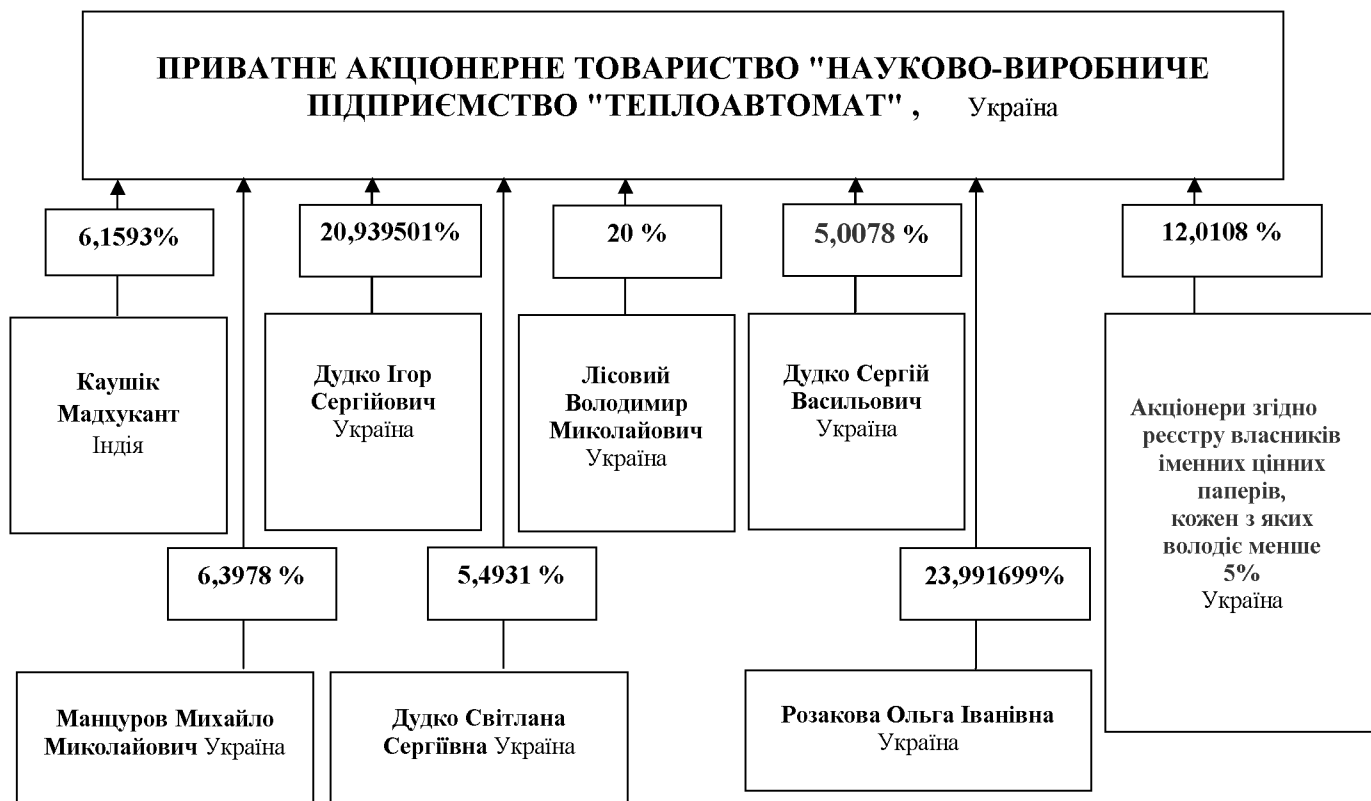 ПРИВАТНЕ АКЦІОНЕРНЕ ТОВАРИСТВО "НАУКОВО-ВИРОБНИЧЕ
ПІДПРИЄМСТВО "ТЕПЛОАВТОМАТ" , Україна
6,1593%
20,939501%
20 %
5,0078 %
12,0108 %
Каушік
Мадхукант
Індія
Дудко Ігор
Сергійович
Україна
Лісовий
Володимир
Миколайович
Україна
Дудко Сергій
Васильович
Україна
Акціонери згідно
реєстру власників
іменних цінних
паперів,
кожен з яких
володіє менше
5%
Україна
6,3978 %
5,4931 %
23,991699%
Манцуров Михайло
Миколайович Україна
Дудко Світлана
Сергіївна Україна
Розакова Ольга Іванівна
Україна